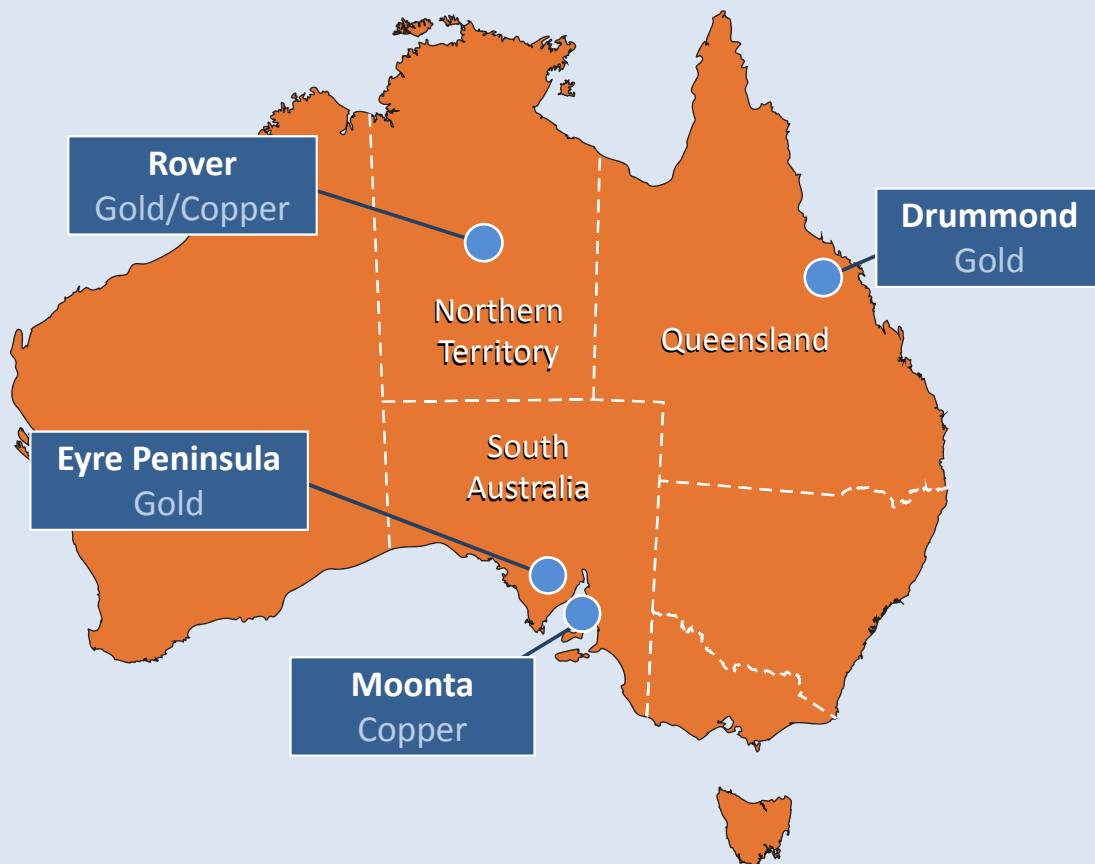 Rover
Gold/Copper
Drummond
Gold
Northern
Territory
Queensland
Eyre Peninsula
Gold
South
Australia
Moonta
Copper